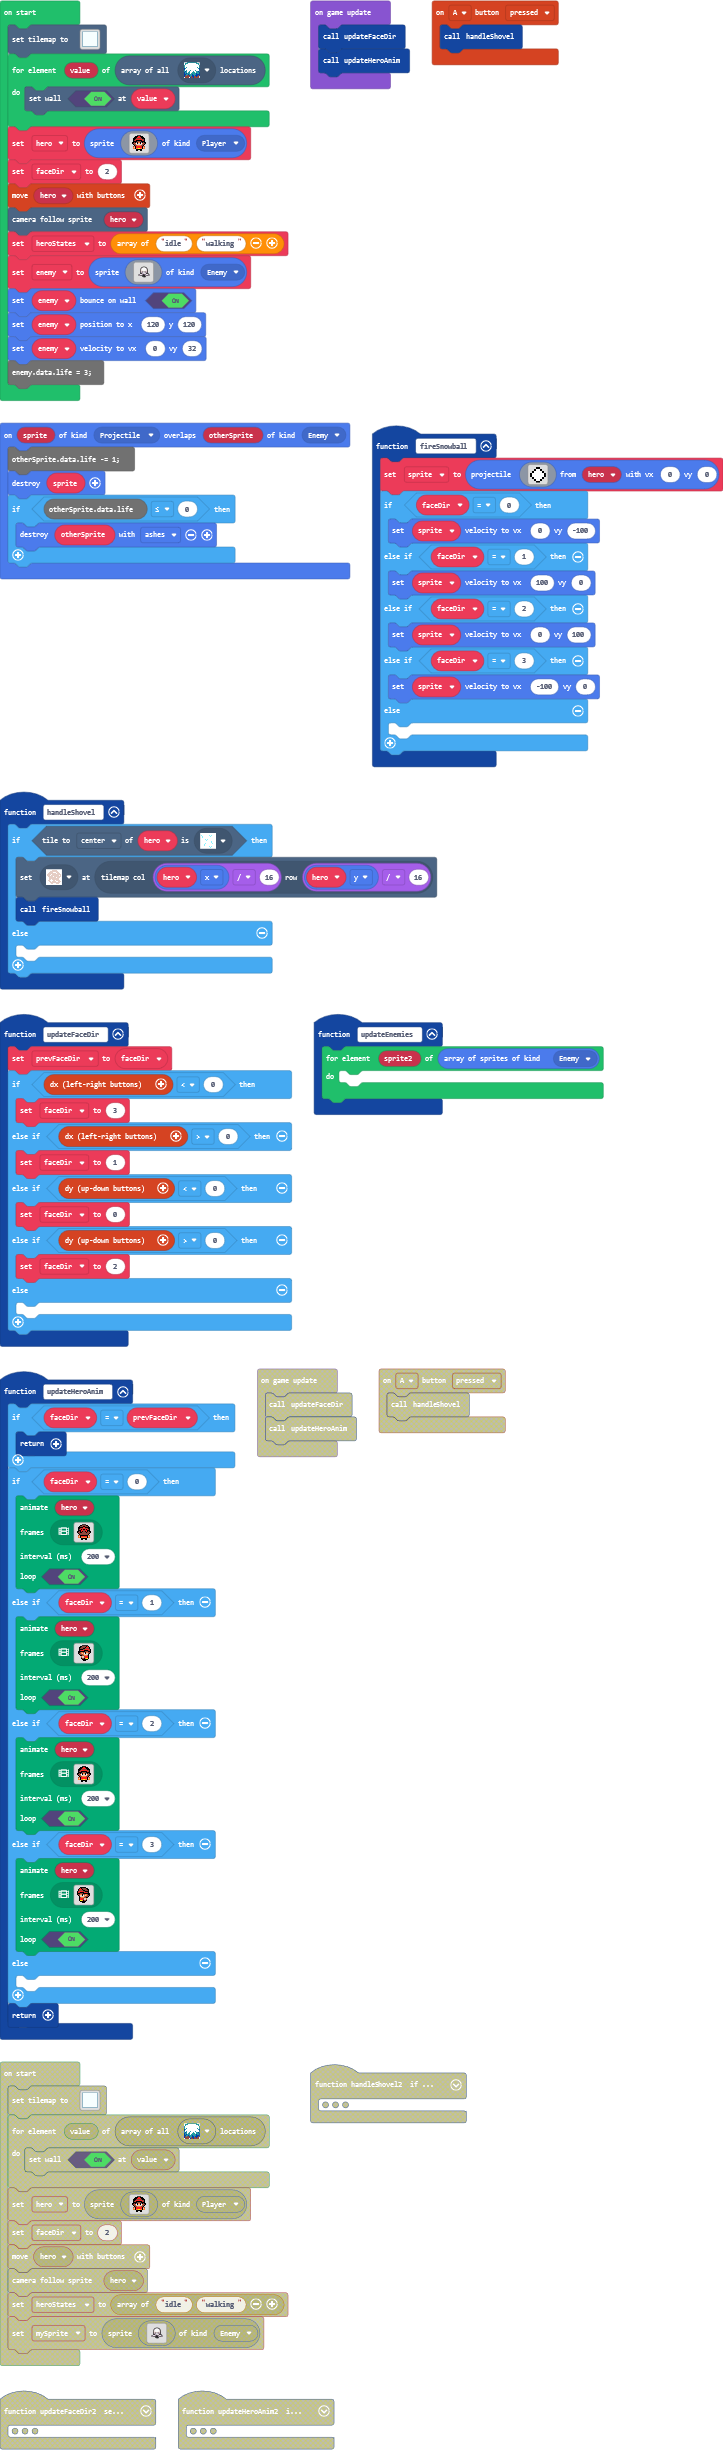 on start
set tilemap to
for element value of array of all locations
do set wall ON at value
set hero to sprite of kind Player
set faceDir to 2
move hero with buttons
camera follow sprite hero
set heroStates to array of "idle" "walking"
set enemy to sprite of kind Enemy
set enemy bounce on wall ON
set enemy position to x 120 y 120
set enemy velocity to vx 0 vy 32
enemy.data.life = 3;
on game update
call updateFaceDir
call updateHeroAnim
on A button pressed
call handleShovel
on sprite of kind Projectile overlaps otherSprite of kind Enemy
otherSprite.data.life -= 1;
destroy sprite
if otherSprite.data.life ≤ 0 then
destroy otherSprite with ashes
function fireSnowball
set sprite to projectile from hero with vx 0 vy 0
if faceDir = 0 then
set sprite velocity to vx 0 vy -100
else if faceDir = 1 then
set sprite velocity to vx 100 vy 0
else if faceDir = 2 then
set sprite velocity to vx 0 vy 100
else if faceDir = 3 then
set sprite velocity to vx -100 vy 0
else
function handleShovel
if tile to center of hero is then
set at tilemap col hero x / 16 row hero y / 16
call fireSnowball
else
function updateFaceDir
set prevFaceDir to faceDir
if dx (left-right buttons) < 0 then
set faceDir to 3
else if dx (left-right buttons) > 0 then
set faceDir to 1
else if dy (up-down buttons) < 0 then
set faceDir to 0
else if dy (up-down buttons) > 0 then
set faceDir to 2
else
function updateEnemies
for element sprite2 of array of sprites of kind Enemy
do
function updateHeroAnim
if faceDir = prevFaceDir then
return
if faceDir = 0 then
animate hero
frames
interval (ms) 200
loop ON
else if faceDir = 1 then
animate hero
frames
interval (ms) 200
loop ON
else if faceDir = 2 then
animate hero
frames
interval (ms) 200
loop ON
else if faceDir = 3 then
animate hero
frames
interval (ms) 200
loop ON
else
return
on game update
call updateFaceDir
call updateHeroAnim
on A button pressed
call handleShovel
on start
set tilemap to
for element value of array of all locations
do set wall ON at value
set hero to sprite of kind Player
set faceDir to 2
move hero with buttons
camera follow sprite hero
set heroStates to array of "idle" "walking"
set mySprite to sprite of kind Enemy
function handleShovel2 if ...
function updateFaceDir2 se...
function updateHeroAnim2 i...